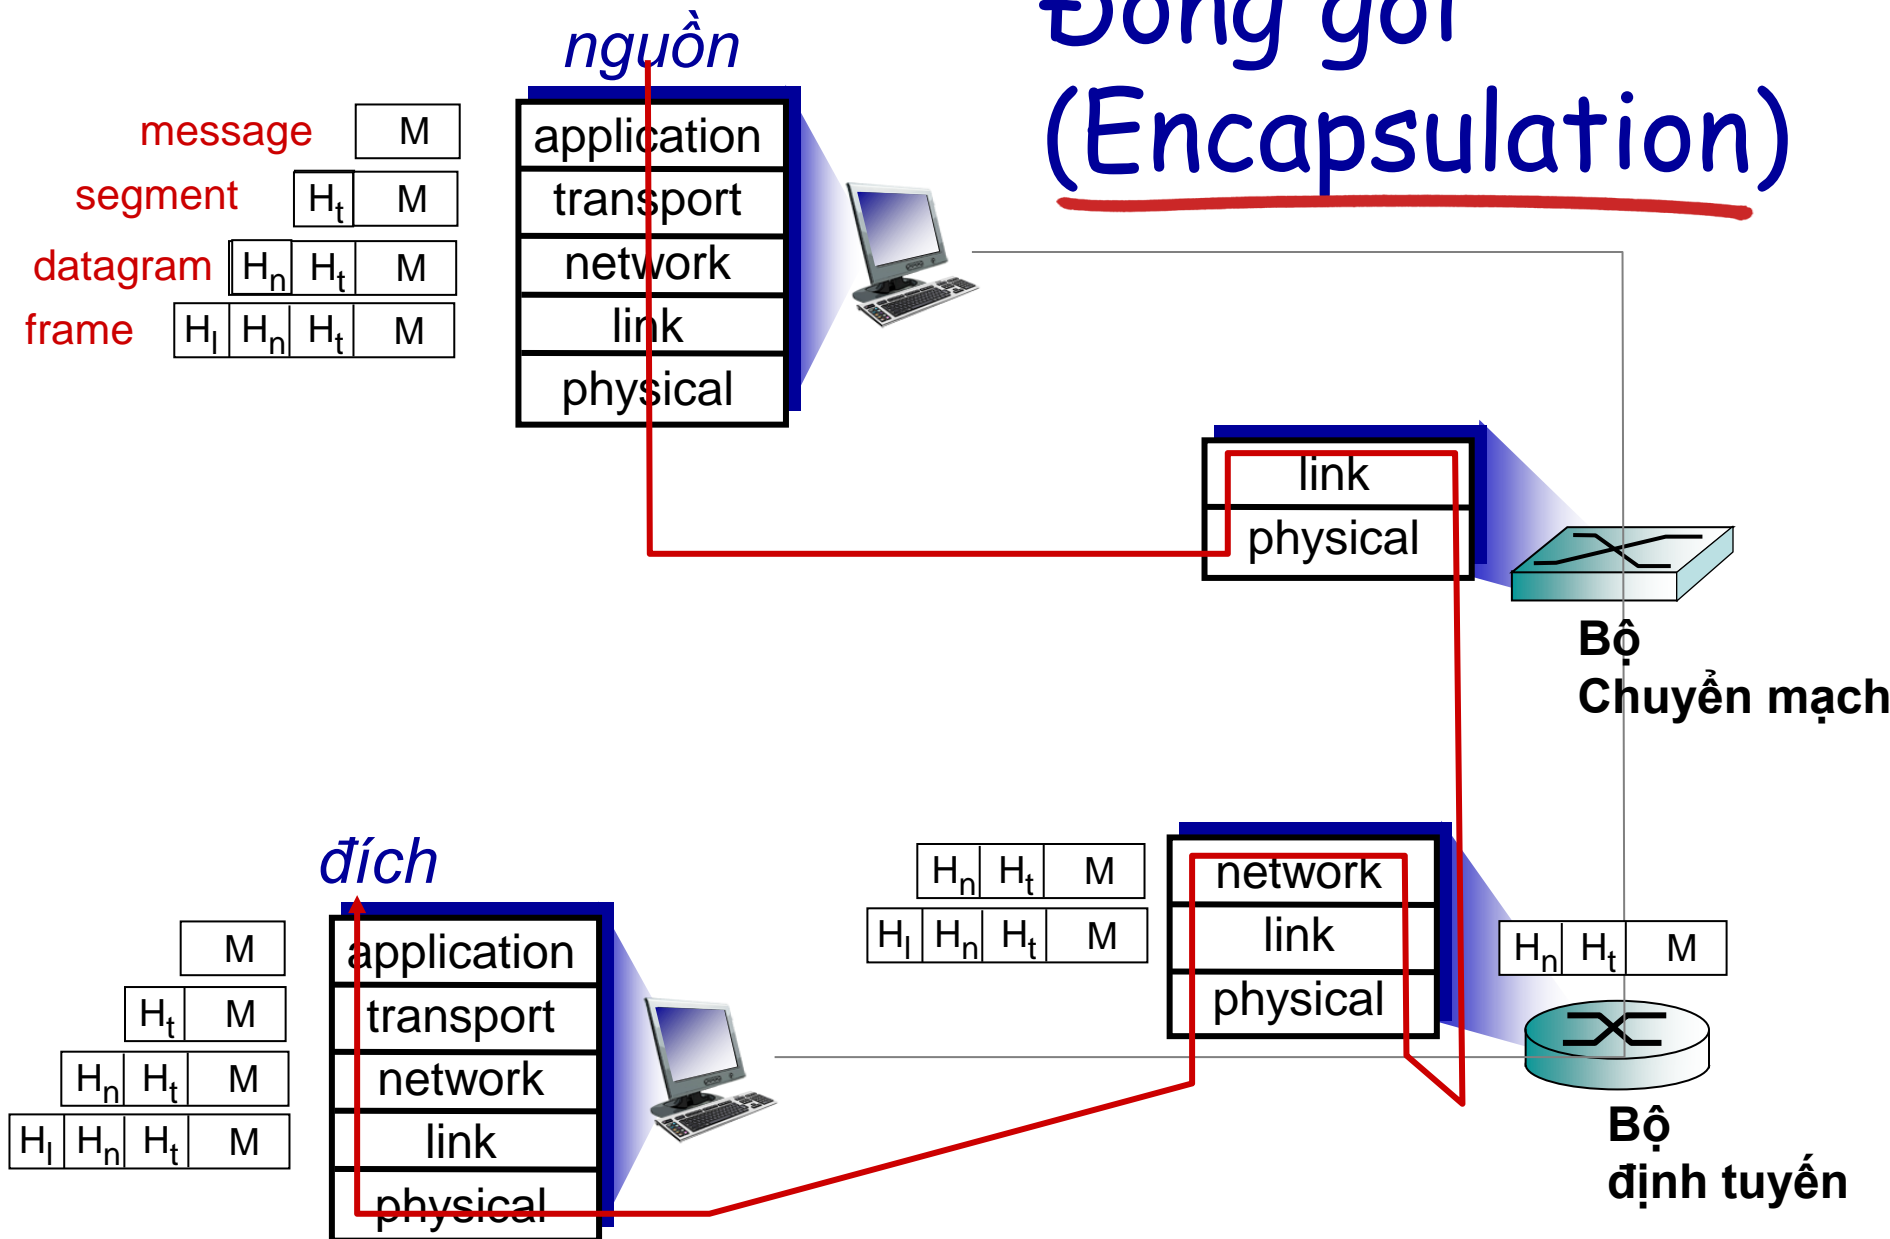 Đóng gói
(Encapsulation)
nguồn
message M
segment Ht M
datagram Hn Ht M
frame Hl Hn Ht M
application
transport
network
link
physical
link
physical
Bộ
Chuyển mạch
Hn Ht M
Hl Hn Ht M
network
link
physical
Hn Ht M
Bộ
định tuyến
đích
M
Ht M
Hn Ht M
Hl Hn Ht M
application
transport
network
link
physical